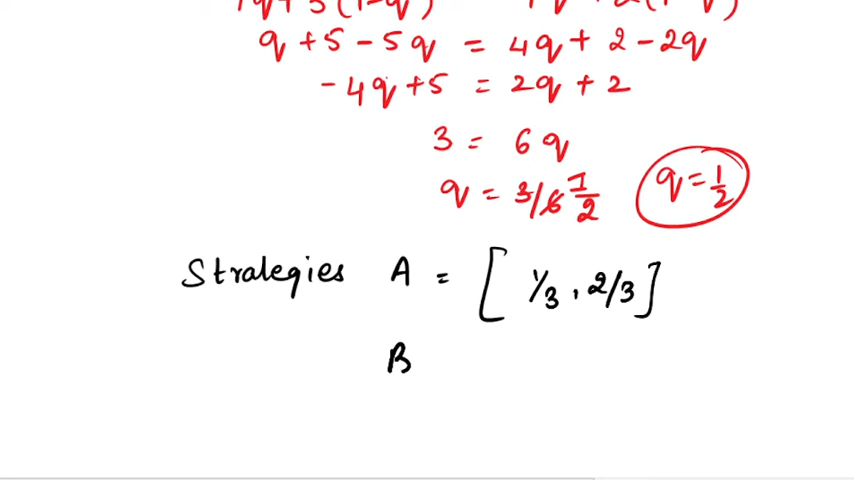 q + 5 - 5q = 4q + 2 - 2q
- 4q + 5 = 2q + 2
3 = 6q
q = 3/6 1/2 q = 1/2
Stralegies A = [ 1/3 , 2/3 ]
B